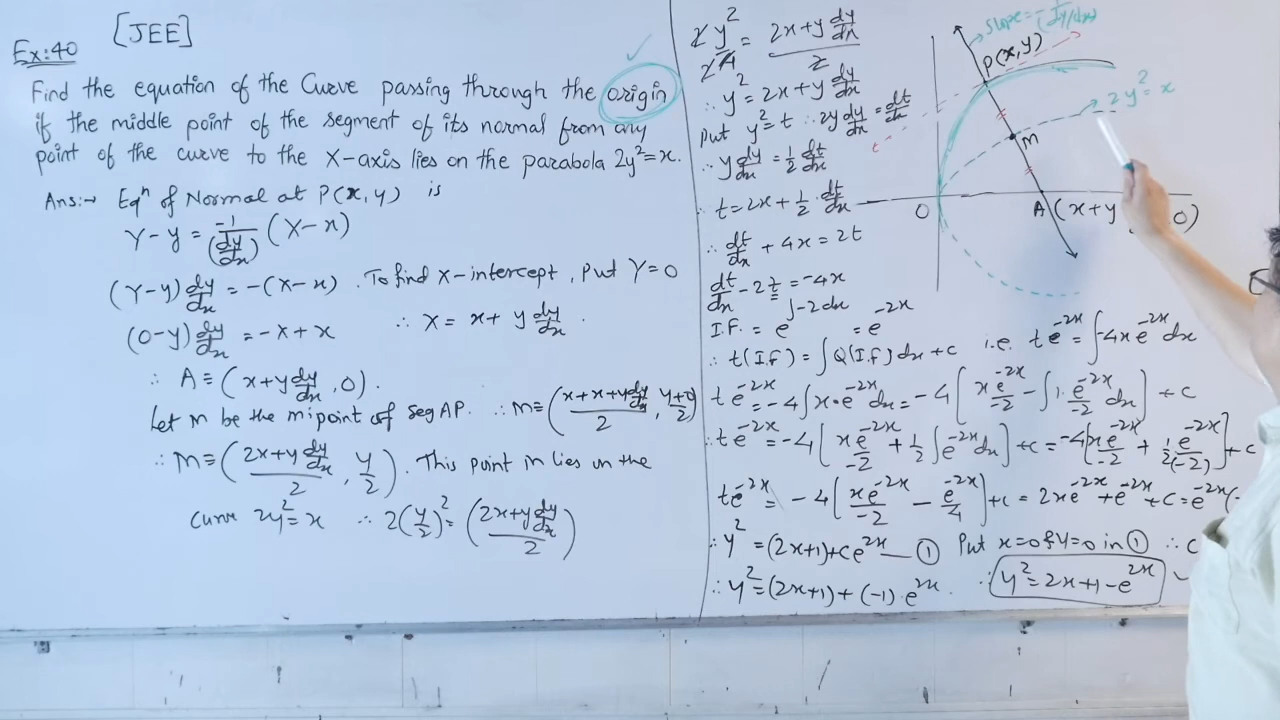 Ex:40 [JEE]
Find the equation of the Curve passing through the origin
if the middle point of the segment of its normal from any
point of the curve to the X-axis lies on the parabola 2y²=x.
Ans:→ Eqⁿ of Normal at P(x,y) is
Y-y = -1/(dy/dx) (X-x)
(Y-y) dy/dx = -(X-x). To find X-intercept, put Y=0
(0-y) dy/dx = -X+x ∴ X = x+y dy/dx.
∴ A ≡ (x+y dy/dx, 0).
Let M be the mipoint of seg AP. ∴ M ≡ ((x+x+y dy/dx)/2, (y+0)/2)
∴ M ≡ ((2x+y dy/dx)/2, y/2). This point m lies on the
Curve 2y²=x ∴ 2(y/2)² = ((2x+y dy/dx)/2)
2y²/(2 4) = (2x+y dy/dx)/2
∴ y² = 2x+y dy/dx
Put y²=t ∴ 2y dy/dx = dt/dx
∴ y dy/dx = 1/2 dt/dx
∴ t = 2x + 1/2 . dt/dx
∴ dt/dx + 4x = 2t
dt/dx - 2t = -4x
I.F. = e^(∫-2dx) = e^(-2x)
∴ t(I.F) = ∫Q(I.F)dx + c i.e. te^(-2x) = ∫-4xe^(-2x) dx
te^(-2x) = -4∫x·e^(-2x) dx = -4[x e^(-2x)/-2 - ∫1. e^(-2x)/-2 dx] + c
∴ te^(-2x) = -4[xe^(-2x)/-2 + 1/2 ∫e^(-2x) dx] + c = -4[xe^(-2x)/-2 + 1/2 e^(-2x)/(-2)] + c
te^(-2x) = -4[xe^(-2x)/-2 - e^(-2x)/4] + c = 2xe^(-2x) + e^(-2x) + c = e^(-2x)(
∴ y² = (2x+1)+ce^(2x) — ① Put x=0 & y=0 in ① ∴ c
∴ y² = (2x+1)+(-1).e^(2x). ∴ y² = 2x+1-e^(2x)
slope = -1/(dy/dx)
P(x,y)
2y²=x
t
M
O
A (x+y 0)